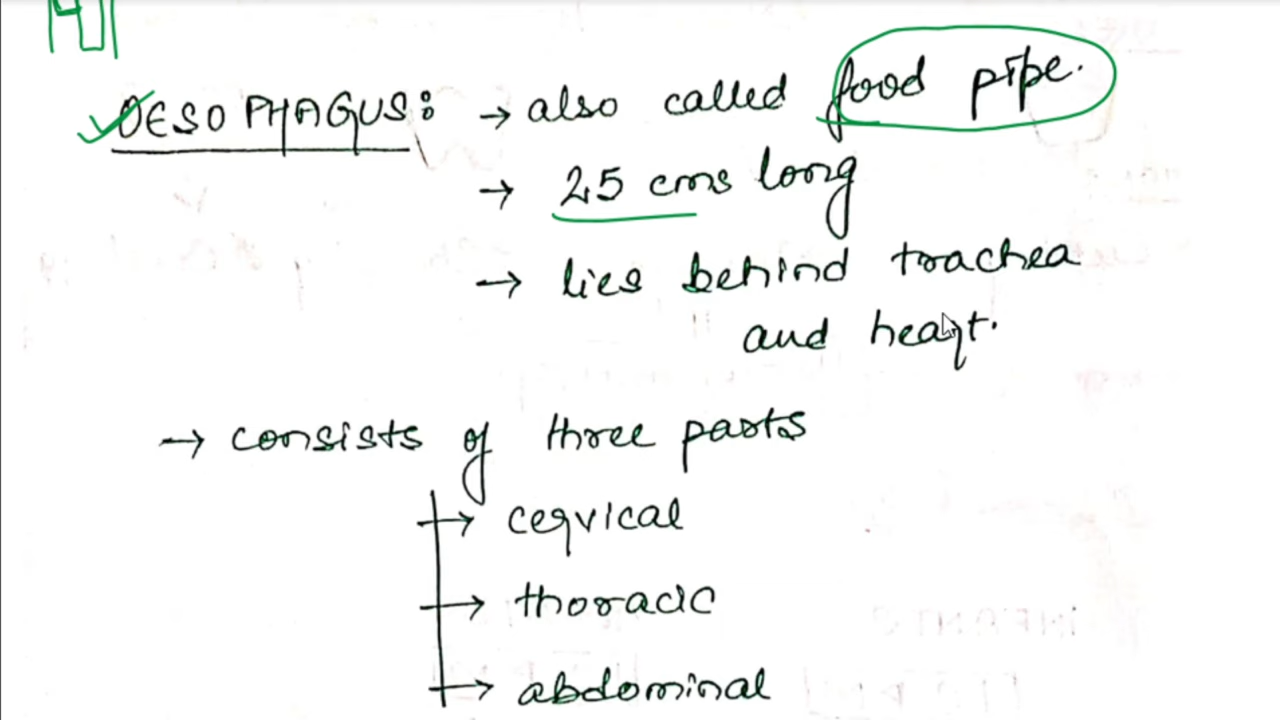 OESOPHAGUS: → also called food pipe.
→ 25 cms long
→ lies behind trachea
and heart.
→ consists of three parts
→ cervical
→ thoracic
→ abdominal